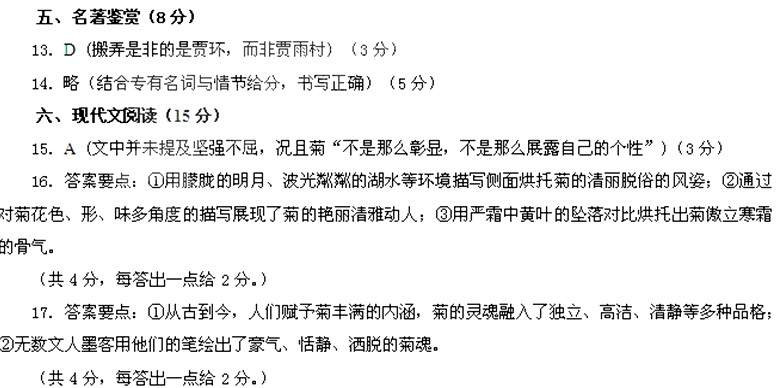 五、名著鉴赏（8 分）
13．D（搬弄是非的是贾环，而非贾雨村）（3 分）
14．略（结合专有名词与情节给分，书写正确）（5 分）
六、现代文阅读（15 分）
15．A（文中并未提及坚强不屈，况且菊“不是那么彰显，不是那么展露自己的个性”）（3 分）
16．答案要点：①用朦胧的明月、波光粼粼的湖水等环境描写侧面烘托菊的清丽脱俗的风姿；②通过
对菊花色、形、味多角度的描写展现了菊的艳丽清雅动人；③用严霜中黄叶的坠落对比烘托出菊傲立寒霜
的骨气。
（共 4 分，每答出一点给 2 分。）
17．答案要点：①从古到今，人们赋予菊丰满的内涵，菊的灵魂融入了独立、高洁、清静等多种品格；
②无数文人墨客用他们的笔绘出了豪气、恬静、洒脱的菊魂。
（共 4 分，每答出一点给 2 分。）